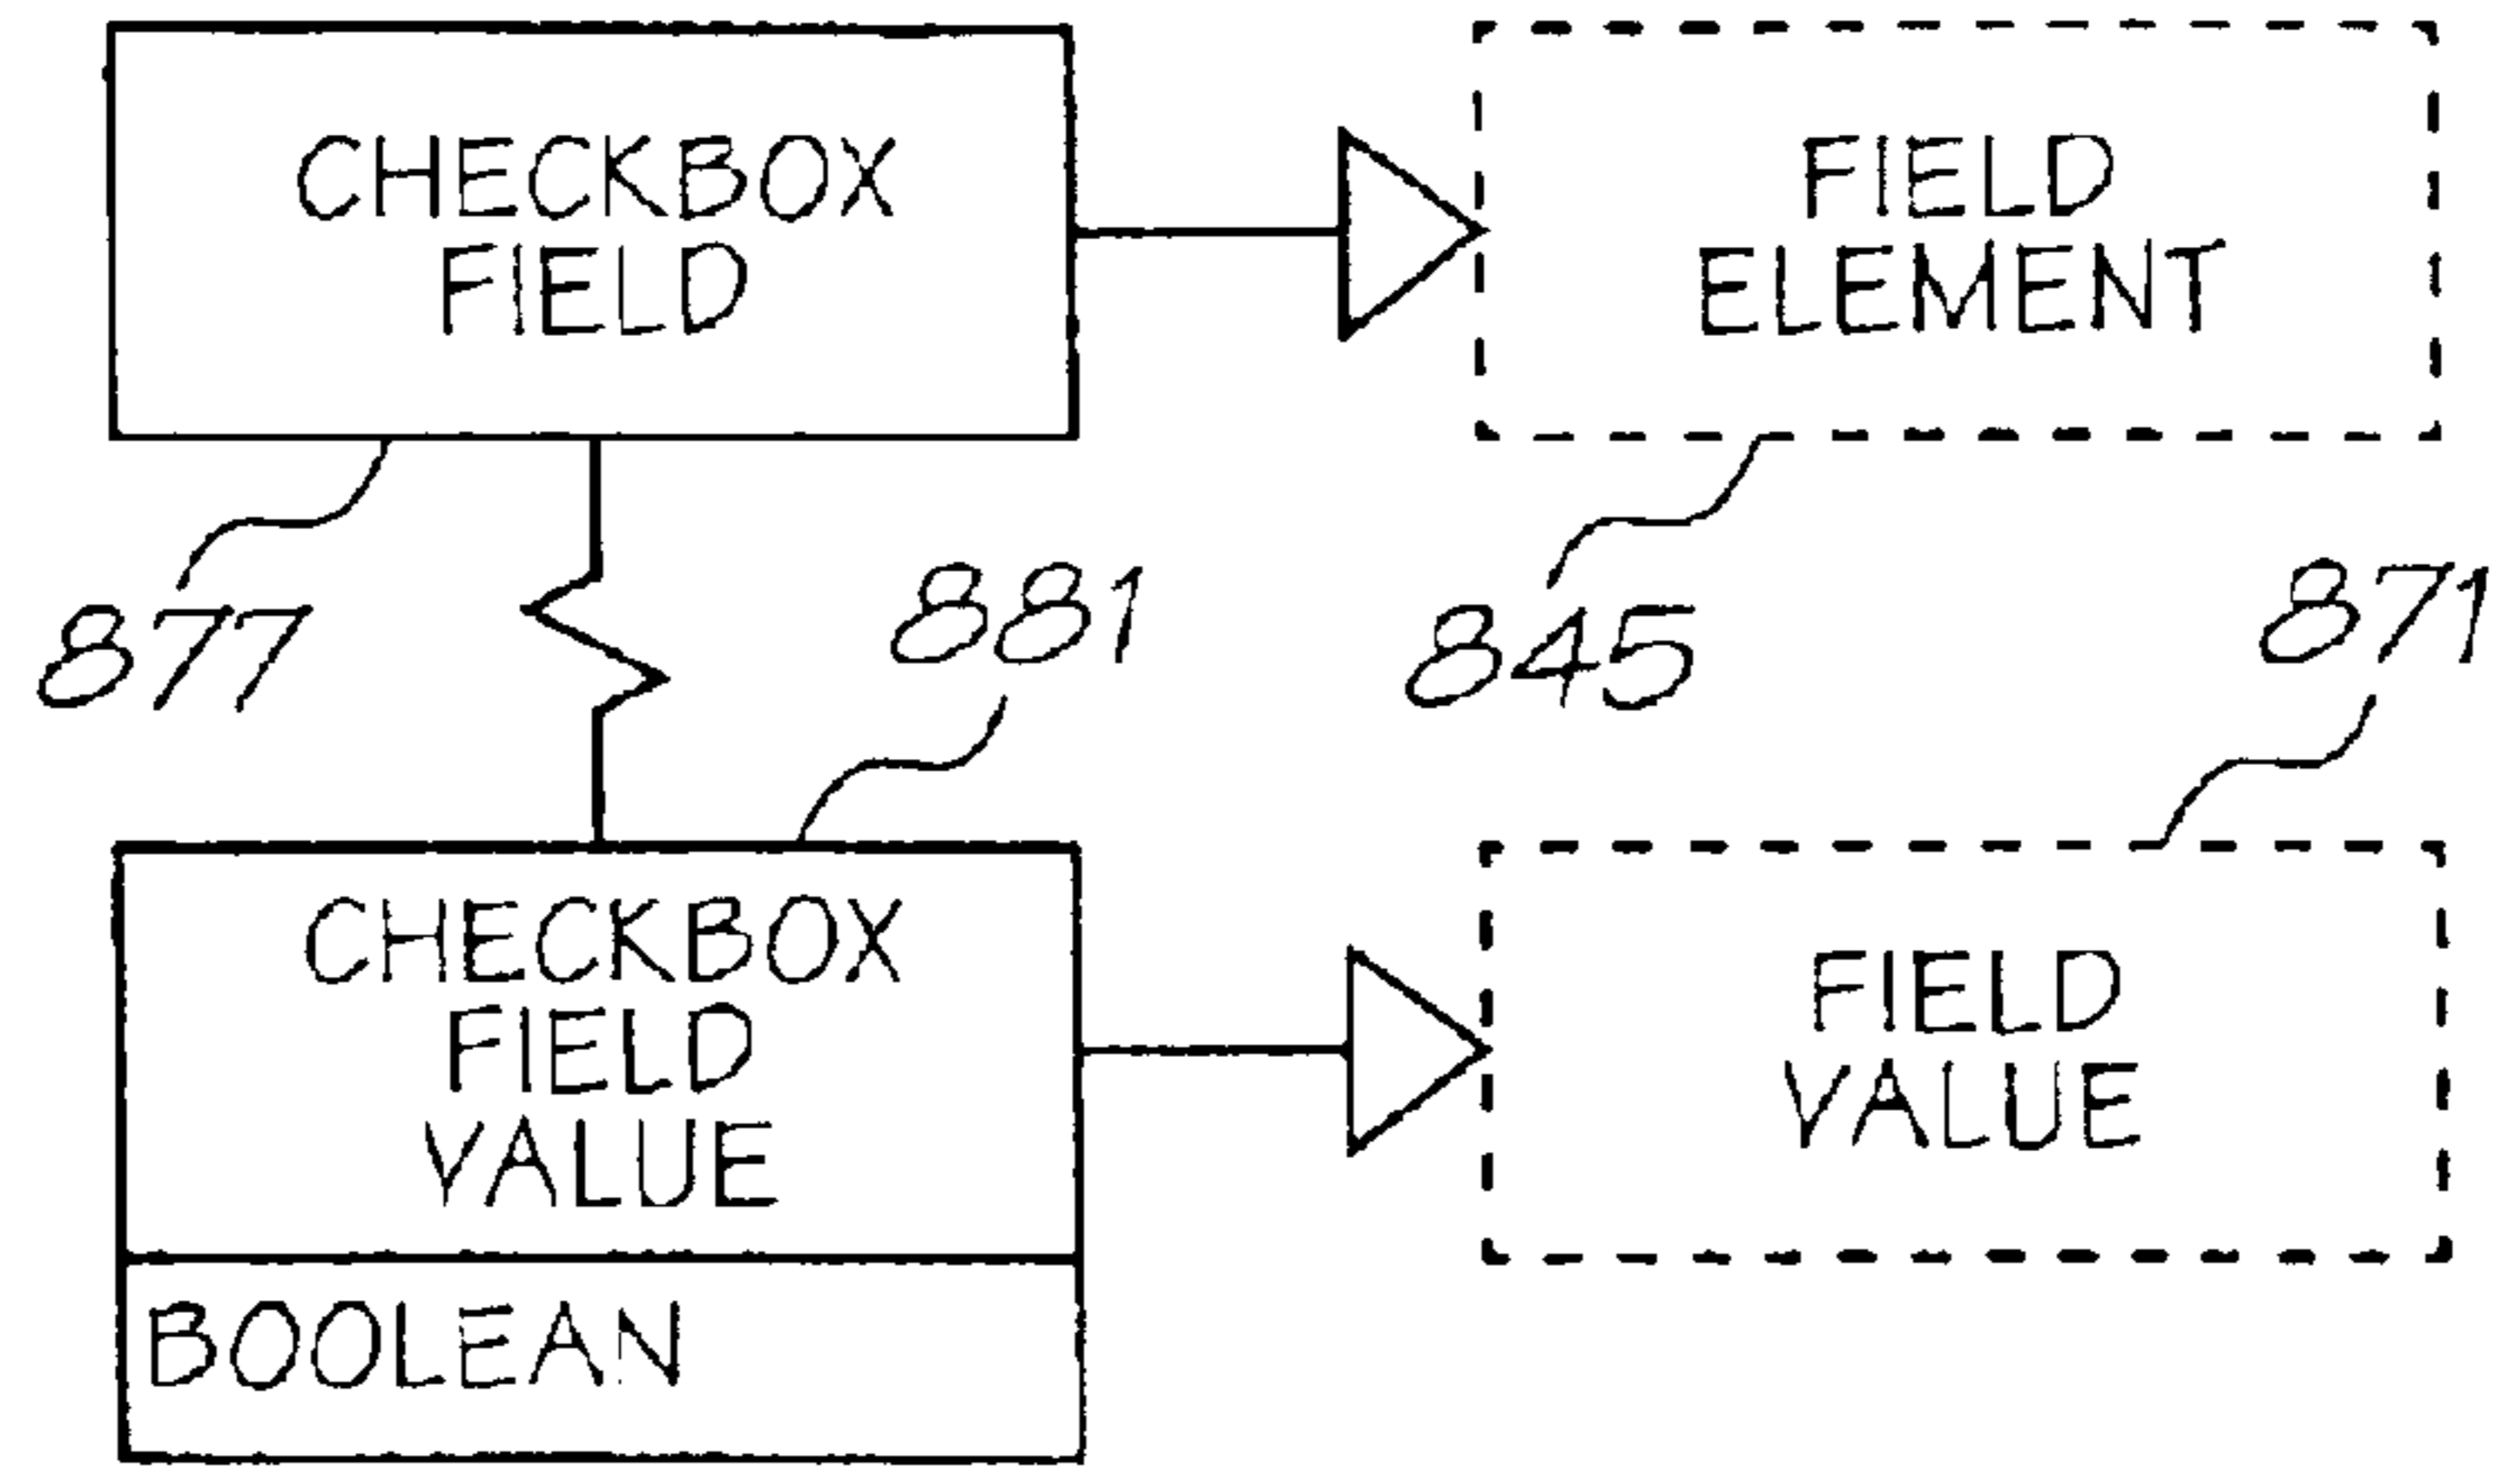 CHECKBOX
FIELD
FIELD
ELEMENT
877
881
845
871
CHECKBOX
FIELD
VALUE
FIELD
VALUE
BOOLEAN